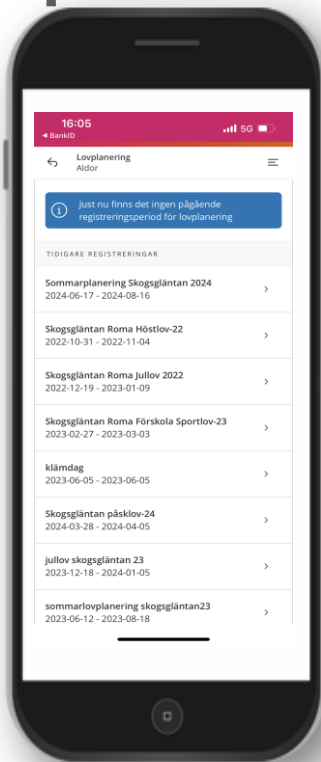 16:05
5G
◀ BankID
Lovplanering
Aldor
Just nu finns det ingen pågående
registreringsperiod för lovplanering
TIDIGARE REGISTRERINGAR
Sommarplanering Skogsgläntan 2024
2024-06-17 - 2024-08-16
Skogsgläntan Roma Höstlov-22
2022-10-31 - 2022-11-04
Skogsgläntan Roma Jullov 2022
2022-12-19 - 2023-01-09
Skogsgläntan Roma Förskola Sportlov-23
2023-02-27 - 2023-03-03
klämdag
2023-06-05 - 2023-06-05
Skogsgläntan påsklov-24
2024-03-28 - 2024-04-05
jullov skogsgläntan 23
2023-12-18 - 2024-01-05
sommarlovplanering skogsgläntan23
2023-06-12 - 2023-08-18